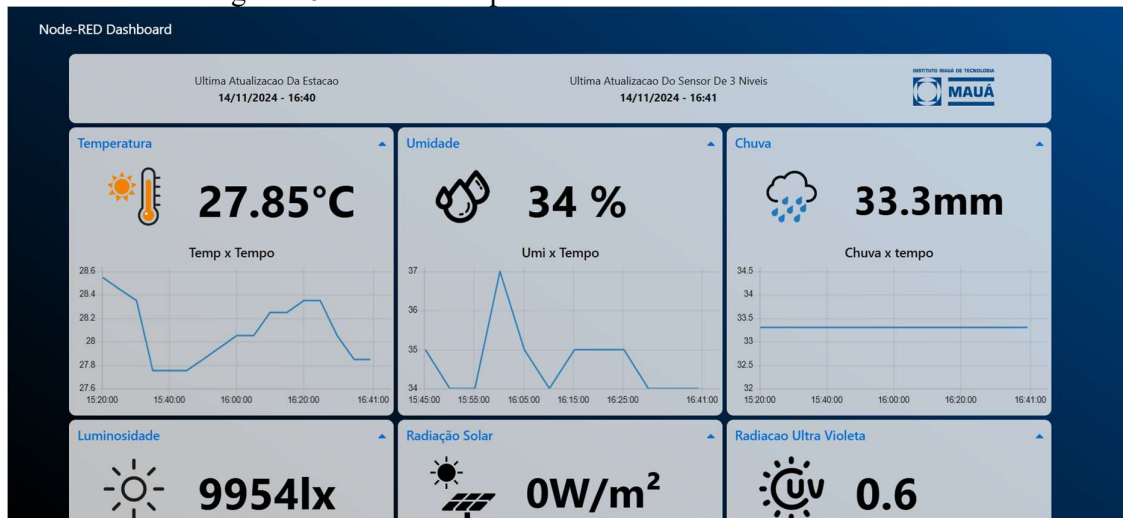 Node-RED Dashboard
Ultima Atualizacao Da Estacao
14/11/2024 - 16:40
Ultima Atualizacao Do Sensor De 3 Niveis
14/11/2024 - 16:41
INSTITUTO MAUÁ DE TECNOLOGIA
MAUÁ
Temperatura
27.85°C
Temp x Tempo
28.6
28.4
28.2
28
27.8
27.6
15:20:00 15:40:00 16:00:00 16:20:00 16:41:00
Umidade
34 %
Umi x Tempo
37
36
35
34
15:45:00 15:55:00 16:05:00 16:15:00 16:25:00 16:41:00
Chuva
33.3mm
Chuva x tempo
34.5
34
33.5
33
32.5
32
15:20:00 15:40:00 16:00:00 16:20:00 16:41:00
Luminosidade
9954lx
Radiação Solar
0W/m²
Radiacao Ultra Violeta
UV
0.6